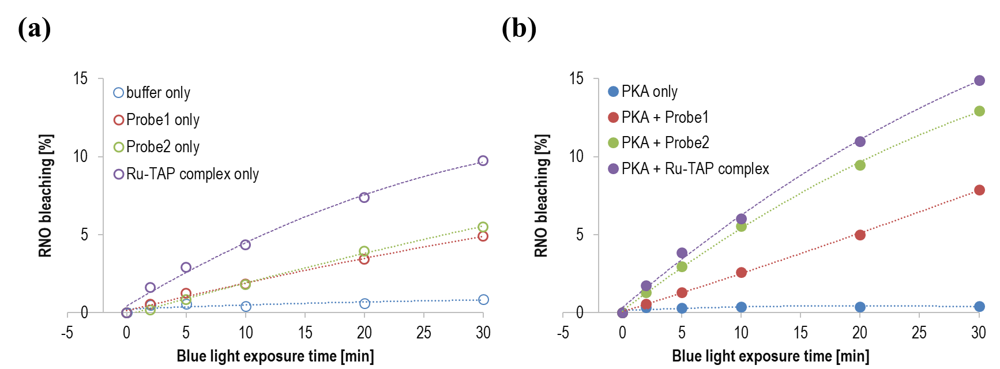 (a)
15
10
5
0
-5 0 5 10 15 20 25 30
RNO bleaching [%]
Blue light exposure time [min]
buffer only
Probe1 only
Probe2 only
Ru-TAP complex only
(b)
15
10
5
0
-5 0 5 10 15 20 25 30
RNO bleaching [%]
Blue light exposure time [min]
PKA only
PKA + Probe1
PKA + Probe2
PKA + Ru-TAP complex